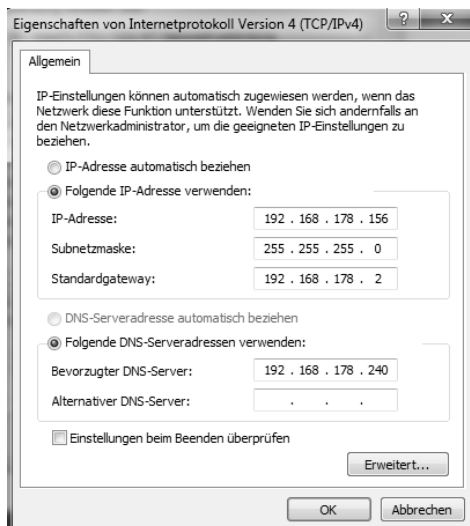 Eigenschaften von Internetprotokoll Version 4 (TCP/IPv4)
?
X
Allgemein
IP-Einstellungen können automatisch zugewiesen werden, wenn das
Netzwerk diese Funktion unterstützt. Wenden Sie sich andernfalls an
den Netzwerkadministrator, um die geeigneten IP-Einstellungen zu
beziehen.
IP-Adresse automatisch beziehen
Folgende IP-Adresse verwenden:
IP-Adresse: 192 . 168 . 178 . 156
Subnetzmaske: 255 . 255 . 255 . 0
Standardgateway: 192 . 168 . 178 . 2
DNS-Serveradresse automatisch beziehen
Folgende DNS-Serveradressen verwenden:
Bevorzugter DNS-Server: 192 . 168 . 178 . 240
Alternativer DNS-Server: . . .
Einstellungen beim Beenden überprüfen
Erweitert...
OK Abbrechen